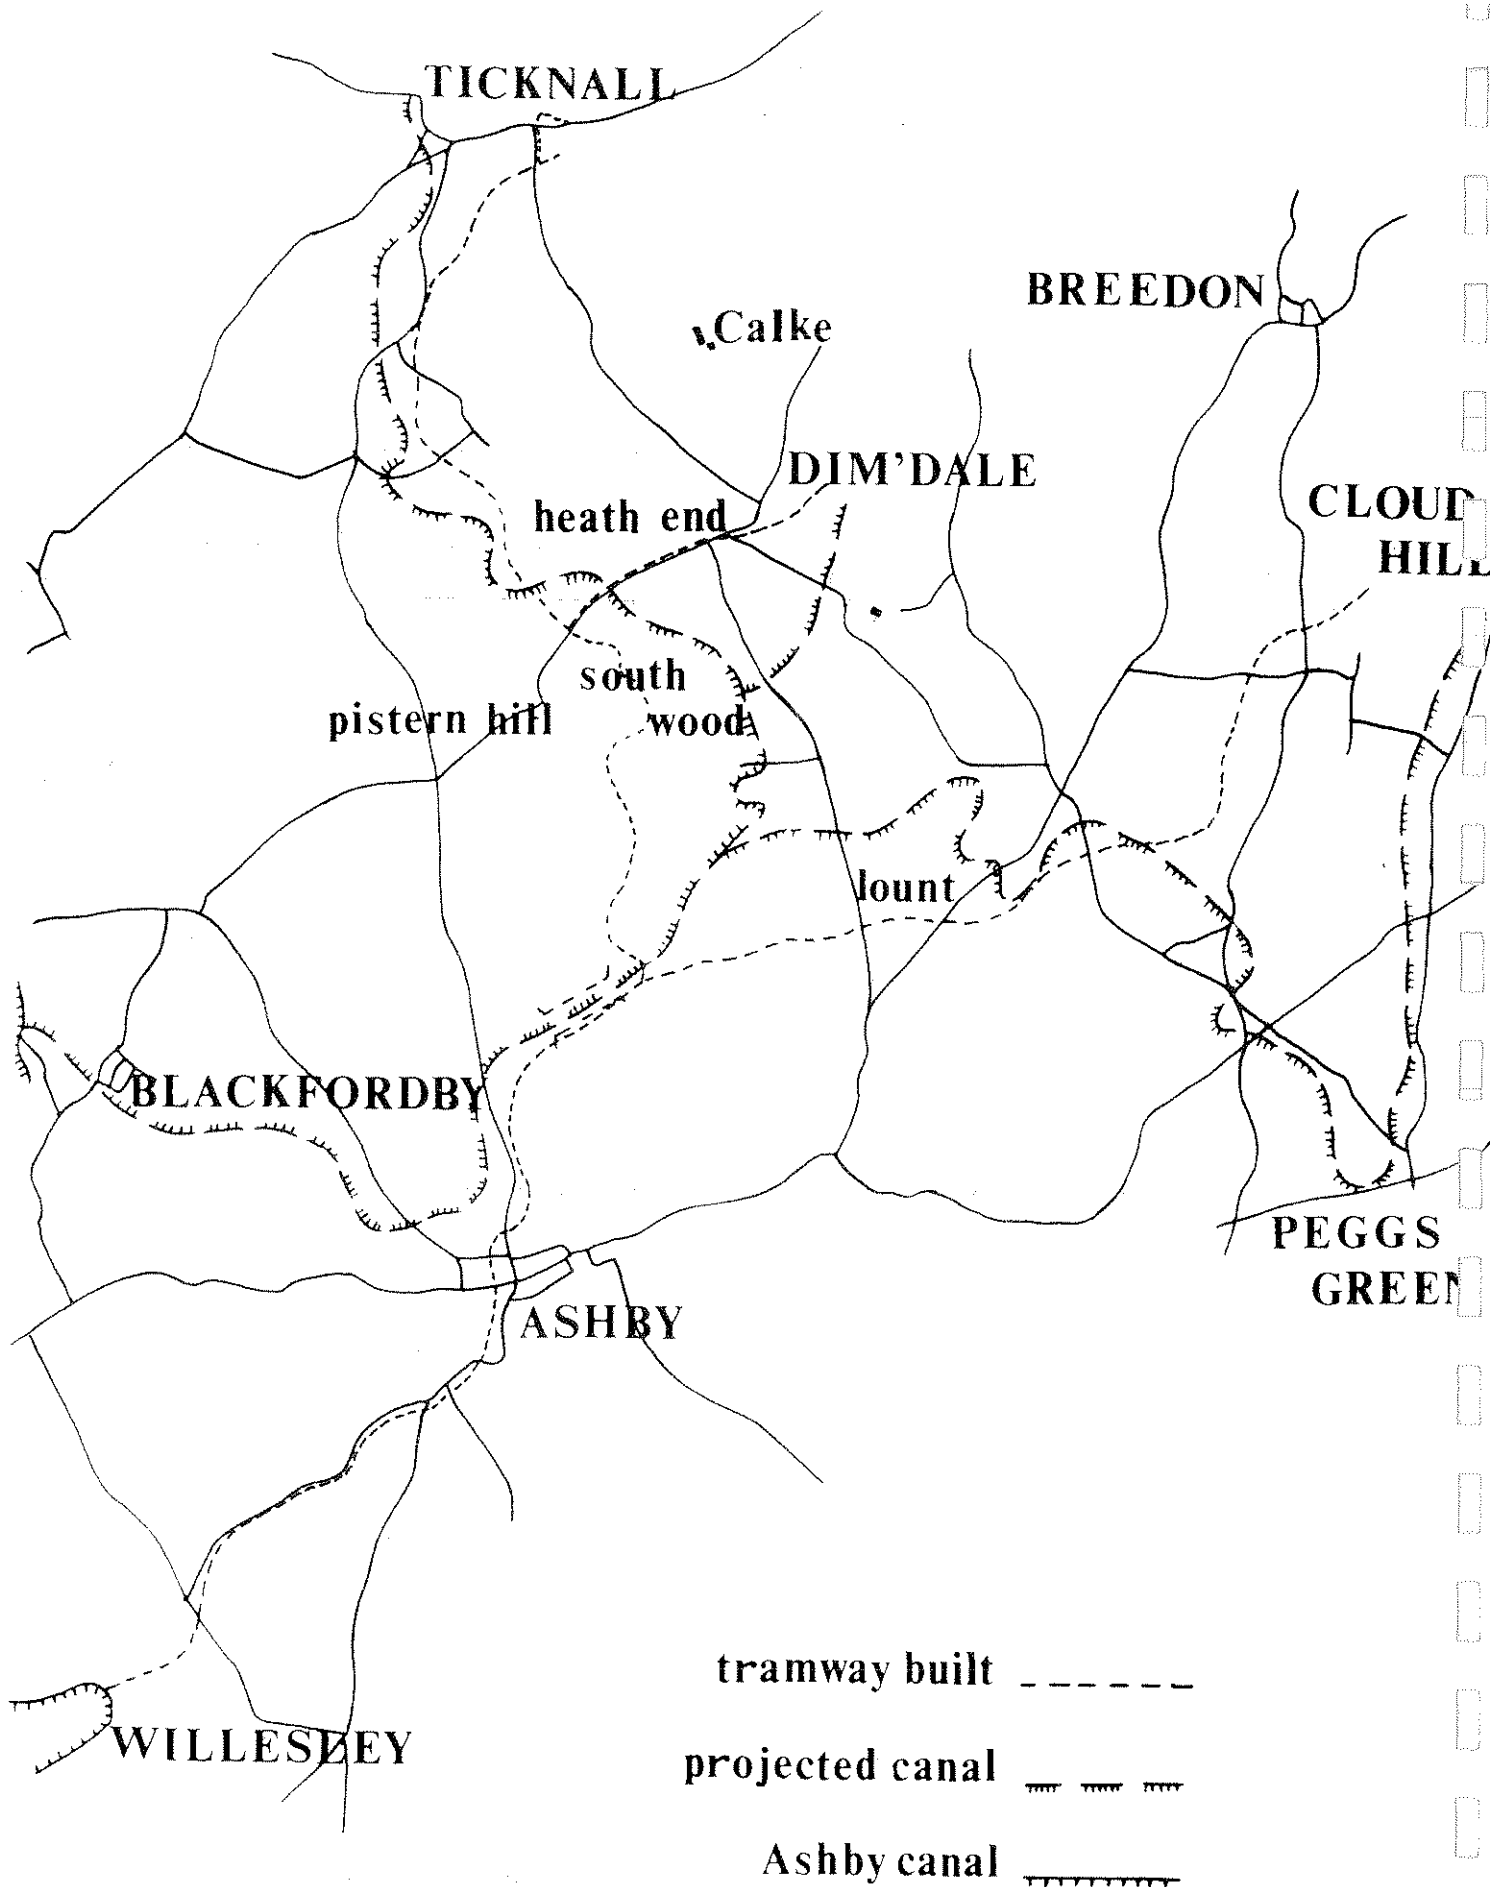 TICKNALL
BREEDON
Calke
DIM'DALE
CLOUD
HILL
heath end
south
wood
pistern hill
lount
BLACKFORDBY
PEGGS
GREEN
ASHBY
tramway built
WILLESLEY
projected canal
Ashby canal